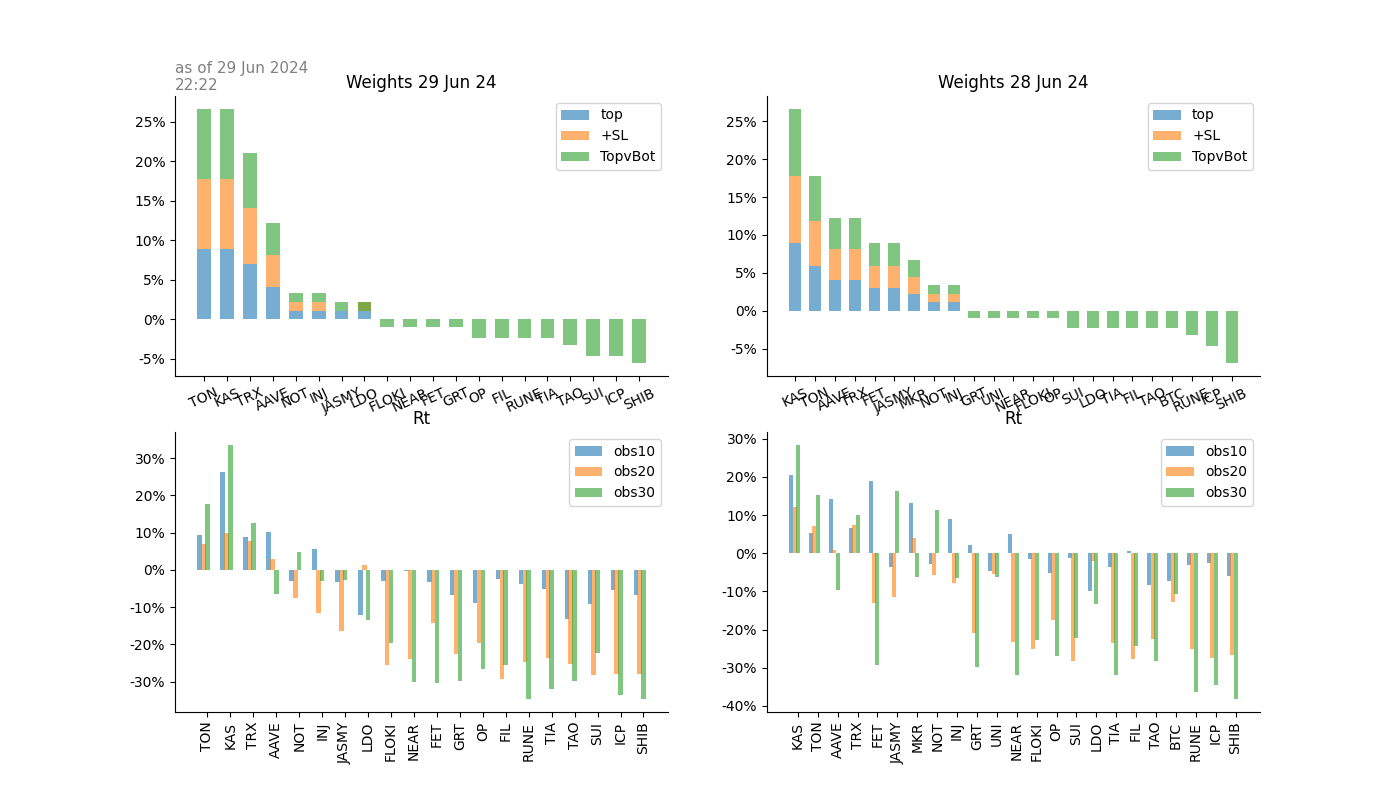 as of 29 Jun 2024
22:22
Weights 29 Jun 24
top
+SL
TopvBot
25%
20%
15%
10%
5%
0%
-5%
TON KAS TRX AAVE NOT INJ JASMY LDO FLOKI NEAR FET GRT OP FIL RUNE TIA TAO SUI ICP SHIB
Weights 28 Jun 24
top
+SL
TopvBot
25%
20%
15%
10%
5%
0%
-5%
KAS TON AAVE TRX FET JASMY MKR NOT INJ GRT UNI NEAR FLOKI OP SUI LDO TIA FIL TAO BTC RUNE ICP SHIB
Rt
obs10
obs20
obs30
30%
20%
10%
0%
-10%
-20%
-30%
TON KAS TRX AAVE NOT INJ JASMY LDO FLOKI NEAR FET GRT OP FIL RUNE TIA TAO SUI ICP SHIB
Rt
obs10
obs20
obs30
30%
20%
10%
0%
-10%
-20%
-30%
-40%
KAS TON AAVE TRX FET JASMY MKR NOT INJ GRT UNI NEAR FLOKI OP SUI LDO TIA FIL TAO BTC RUNE ICP SHIB